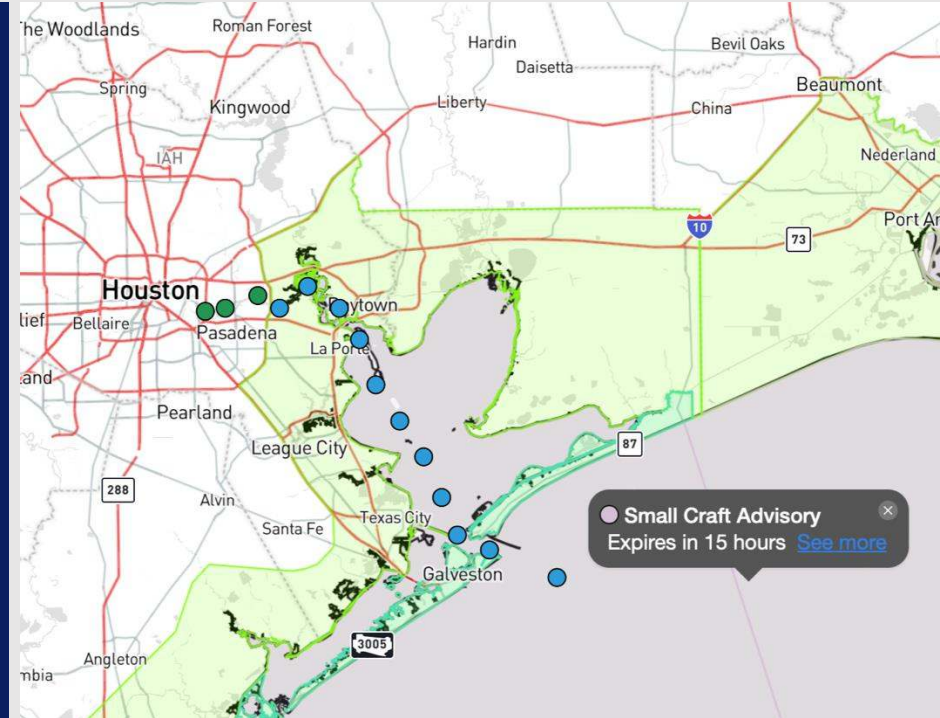 The Woodlands
Roman Forest
Hardin
Bevil Oaks
Daisetta
Spring
Beaumont
Kingwood
Liberty
China
IAH
Nederland
10
73
Port Ar
Houston
Baytown
lief
Bellaire
Pasadena
La Porte
and
Pearland
League City
87
288
Alvin
Texas City
Santa Fe
Small Craft Advisory
Expires in 15 hours See more
Galveston
3005
Angleton
mbia